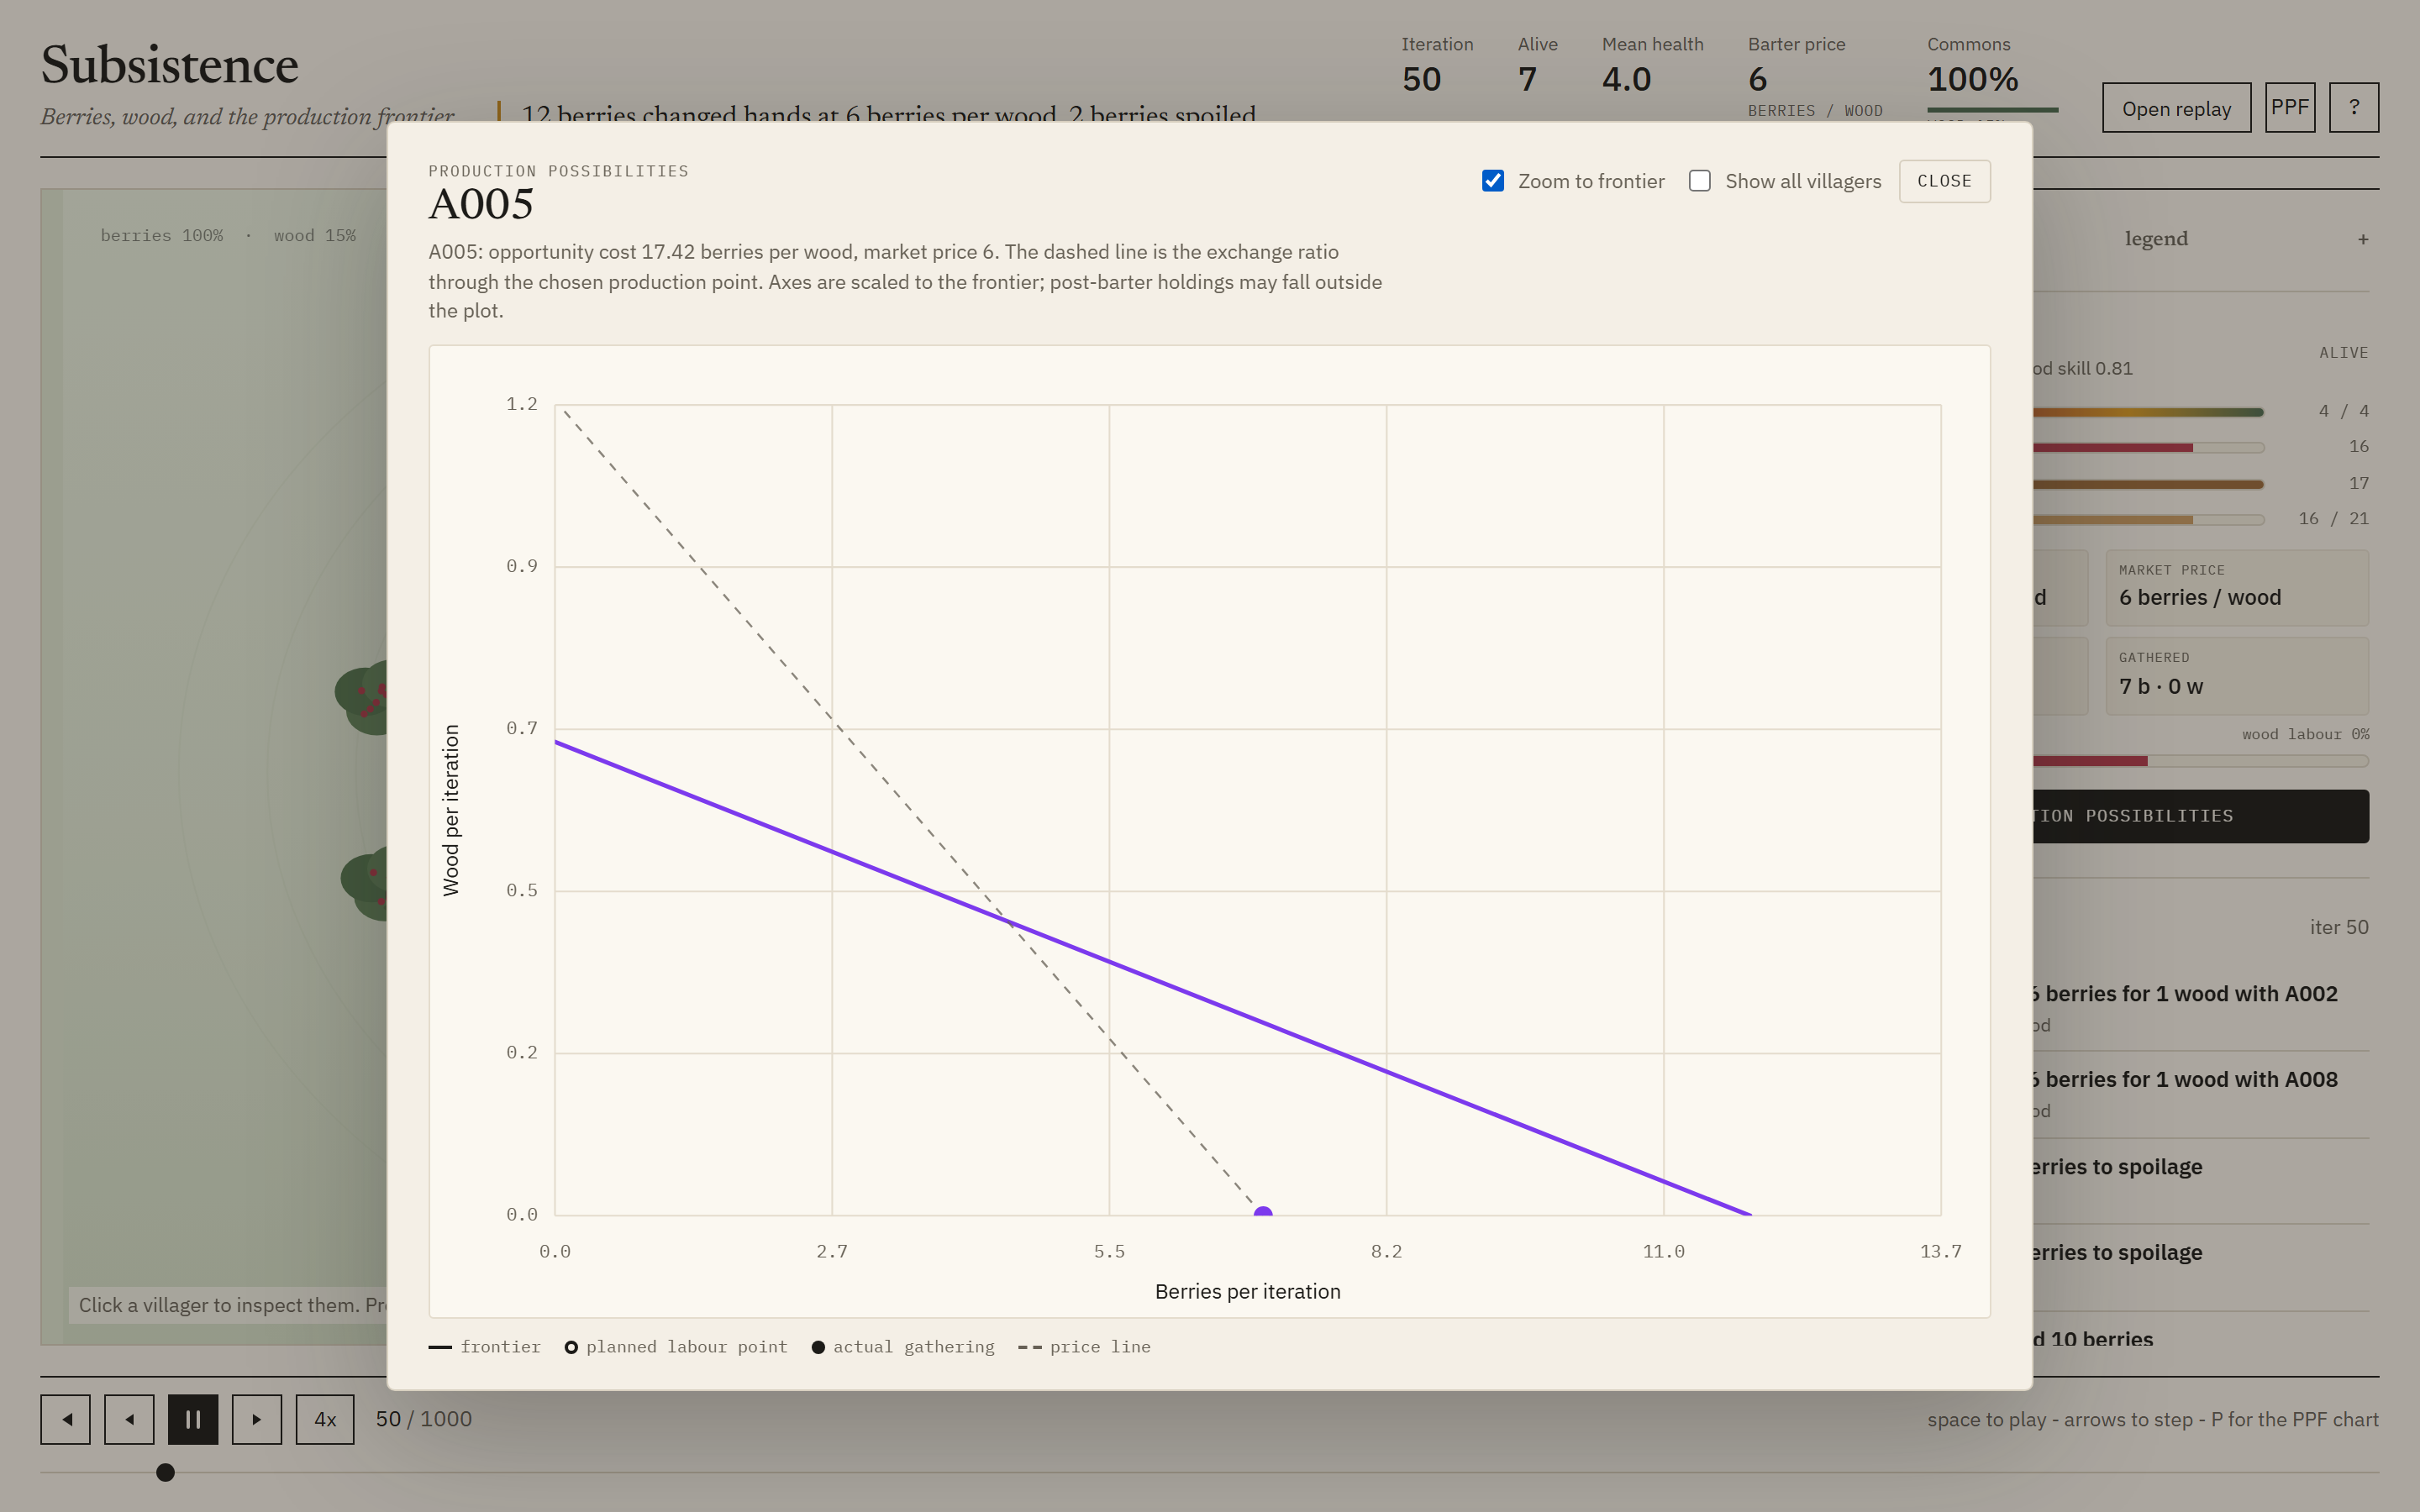 Subsistence
Berries, wood, and the production frontier
12 berries changed hands at 6 berries per wood. 2 berries spoiled.
Iteration
50
Alive
7
Mean health
4.0
Barter price
6
BERRIES / WOOD
Commons
100%
Open replay
PPF
?
berries 100% · wood 15%
Click a villager to inspect them.
PRODUCTION POSSIBILITIES
A005
Zoom to frontier
Show all villagers
CLOSE
A005: opportunity cost 17.42 berries per wood, market price 6. The dashed line is the exchange ratio
through the chosen production point. Axes are scaled to the frontier; post-barter holdings may fall outside
the plot.
Wood per iteration
1.2
0.9
0.7
0.5
0.2
0.0
0.0
2.7
5.5
8.2
11.0
13.7
Berries per iteration
frontier
planned labour point
actual gathering
price line
legend
+
ALIVE
skill 0.81
4 / 4
16
17
16 / 21
MARKET PRICE
6 berries / wood
GATHERED
7 b · 0 w
wood labour 0%
POSSIBILITIES
iter 50
6 berries for 1 wood with A002
6 berries for 1 wood with A008
to spoilage
to spoilage
10 berries
4x
50 / 1000
space to play - arrows to step - P for the PPF chart